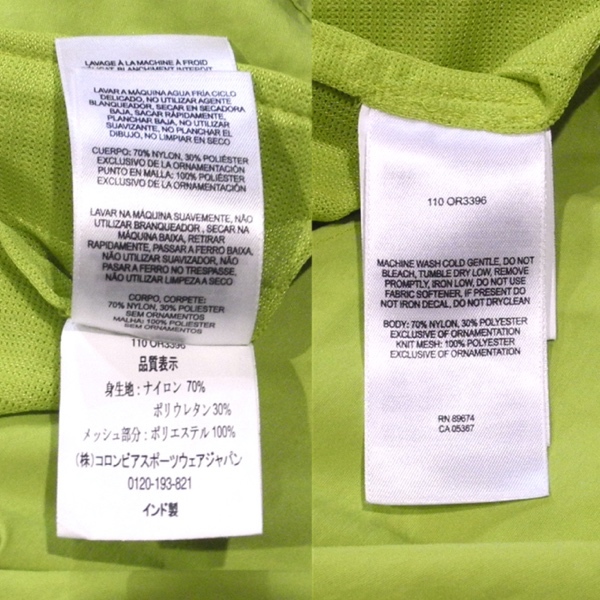 LAVAGE À LA MACHINE À FROID
LAVAR A MÁQUINA AGUA FRÍA CICLO
DELICADO, NO UTILIZAR AGENTE
BLANQUEADOR, SECAR EN SECADORA
BAJA, SACAR RÁPIDAMENTE,
PLANCHAR BAJA, NO UTILIZAR
SUAVIZANTE, NO PLANCHAR EL
DIBUJO, NO LIMPIAR EN SECO
CUERPO: 70% NYLON, 30% POLIÉSTER
EXCLUSIVO DE LA ORNAMENTACIÓN
PUNTO EN MALLA: 100% POLIÉSTER
EXCLUSIVO DE LA ORNAMENTACIÓN
LAVAR NA MÁQUINA SUAVEMENTE, NÃO
UTILIZAR BRANQUEADOR , SECAR NA
MÁQUINA BAIXA, RETIRAR
RAPIDAMENTE, PASSAR A FERRO BAIXA,
NÃO UTILIZAR SUAVIZADOR, NÃO
PASAR A FERRO NO TRESPASSE,
NÃO UTILIZAR LIMPEZA A SECO
CORPO, CORPETE:
70% NYLON, 30% POLIÉSTER
SEM ORNAMENTOS
MALHA: 100% POLIÉSTER
SEM ORNAMENTOS
110 OR3396
品質表示
身生地：ナイロン 70%
ポリウレタン30%
メッシュ部分：ポリエステル100%
(株)コロンビアスポーツウェアジャパン
0120-193-821
インド製
110 OR3396
MACHINE WASH COLD GENTLE, DO NOT
BLEACH, TUMBLE DRY LOW, REMOVE
PROMPTLY, IRON LOW, DO NOT USE
FABRIC SOFTENER, IF PRESENT DO
NOT IRON DECAL, DO NOT DRYCLEAN
BODY: 70% NYLON, 30% POLYESTER
EXCLUSIVE OF ORNAMENTATION
KNIT MESH: 100% POLYESTER
EXCLUSIVE OF ORNAMENTATION
RN 89674
CA 05367